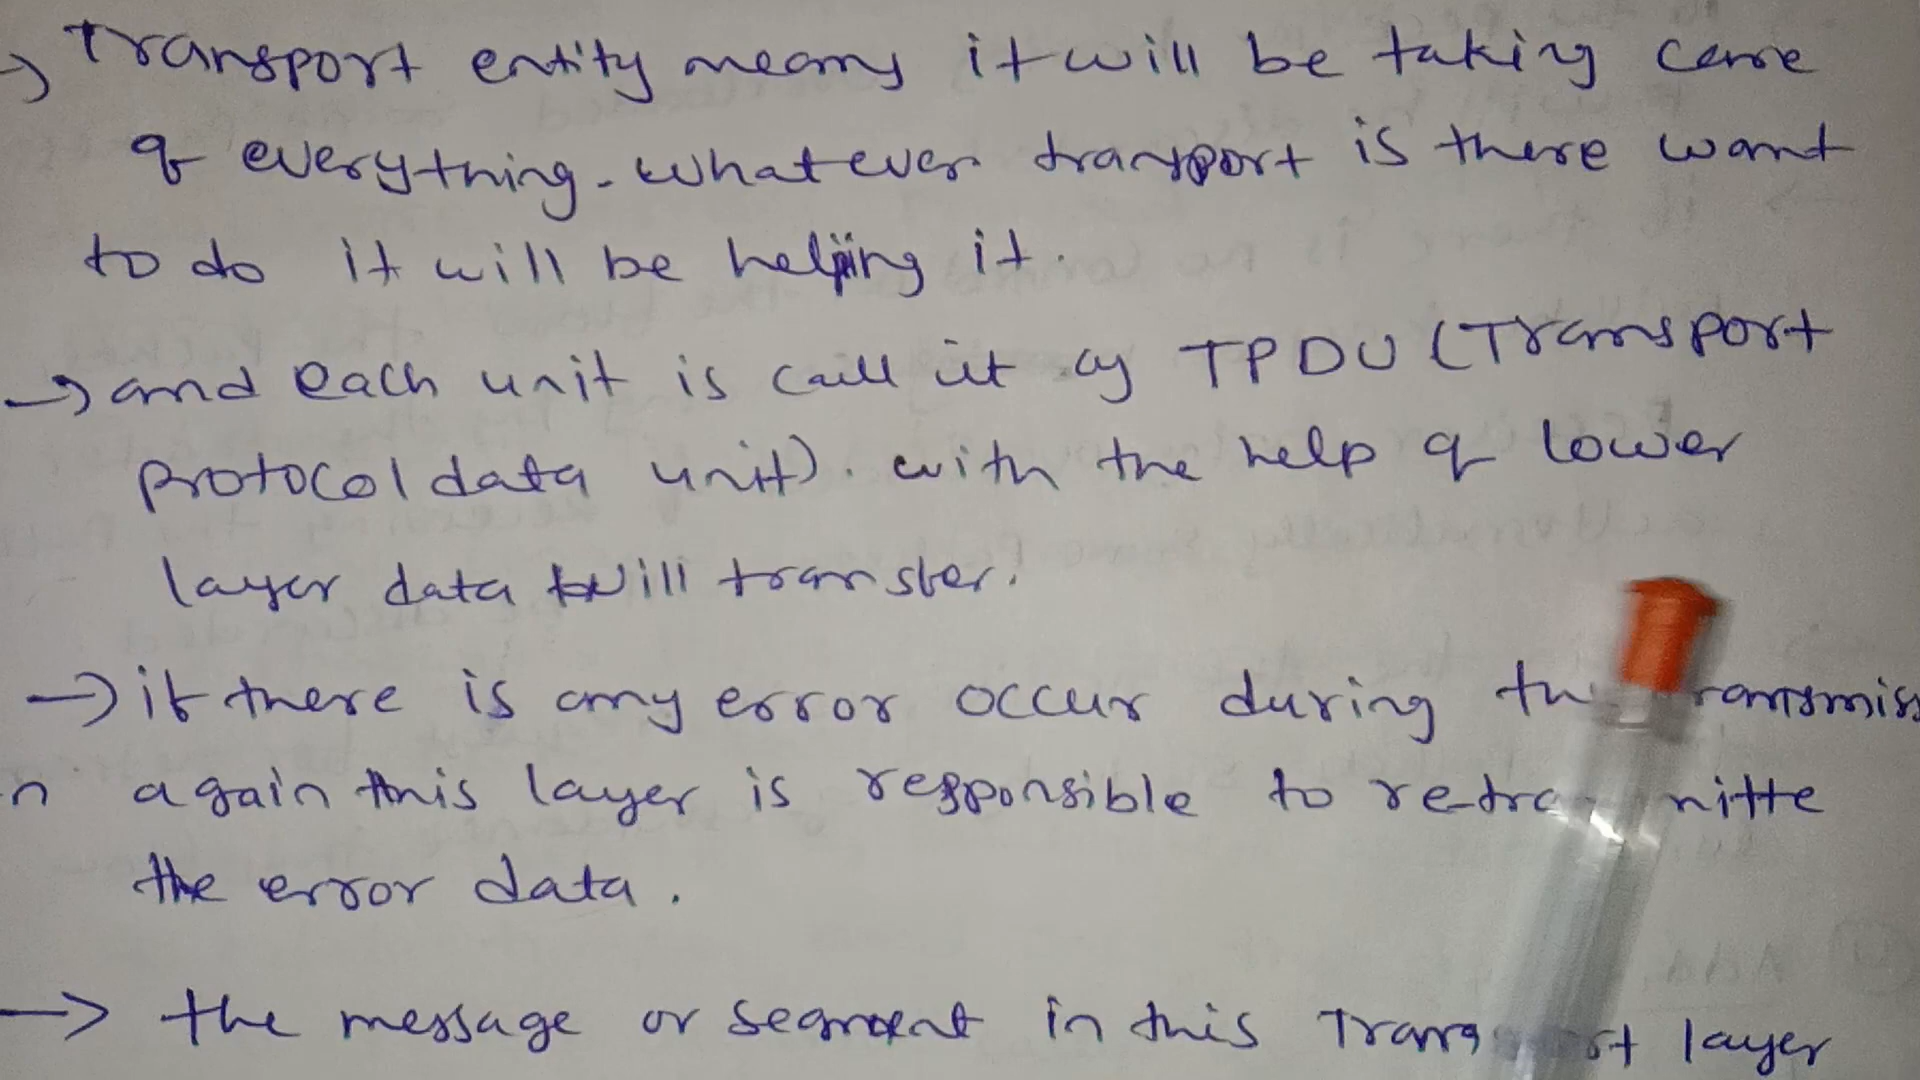 → Transport entity means it will be taking care
of everything. whatever transport is there want
to do it will be helping it.
→ and each unit is call it as TPDU (Transport
protocol data unit). with the help of lower
layer data will transfer.
→ if there is any error occur during
again this layer is responsible to
the error data.
→ the message or segment in this layer